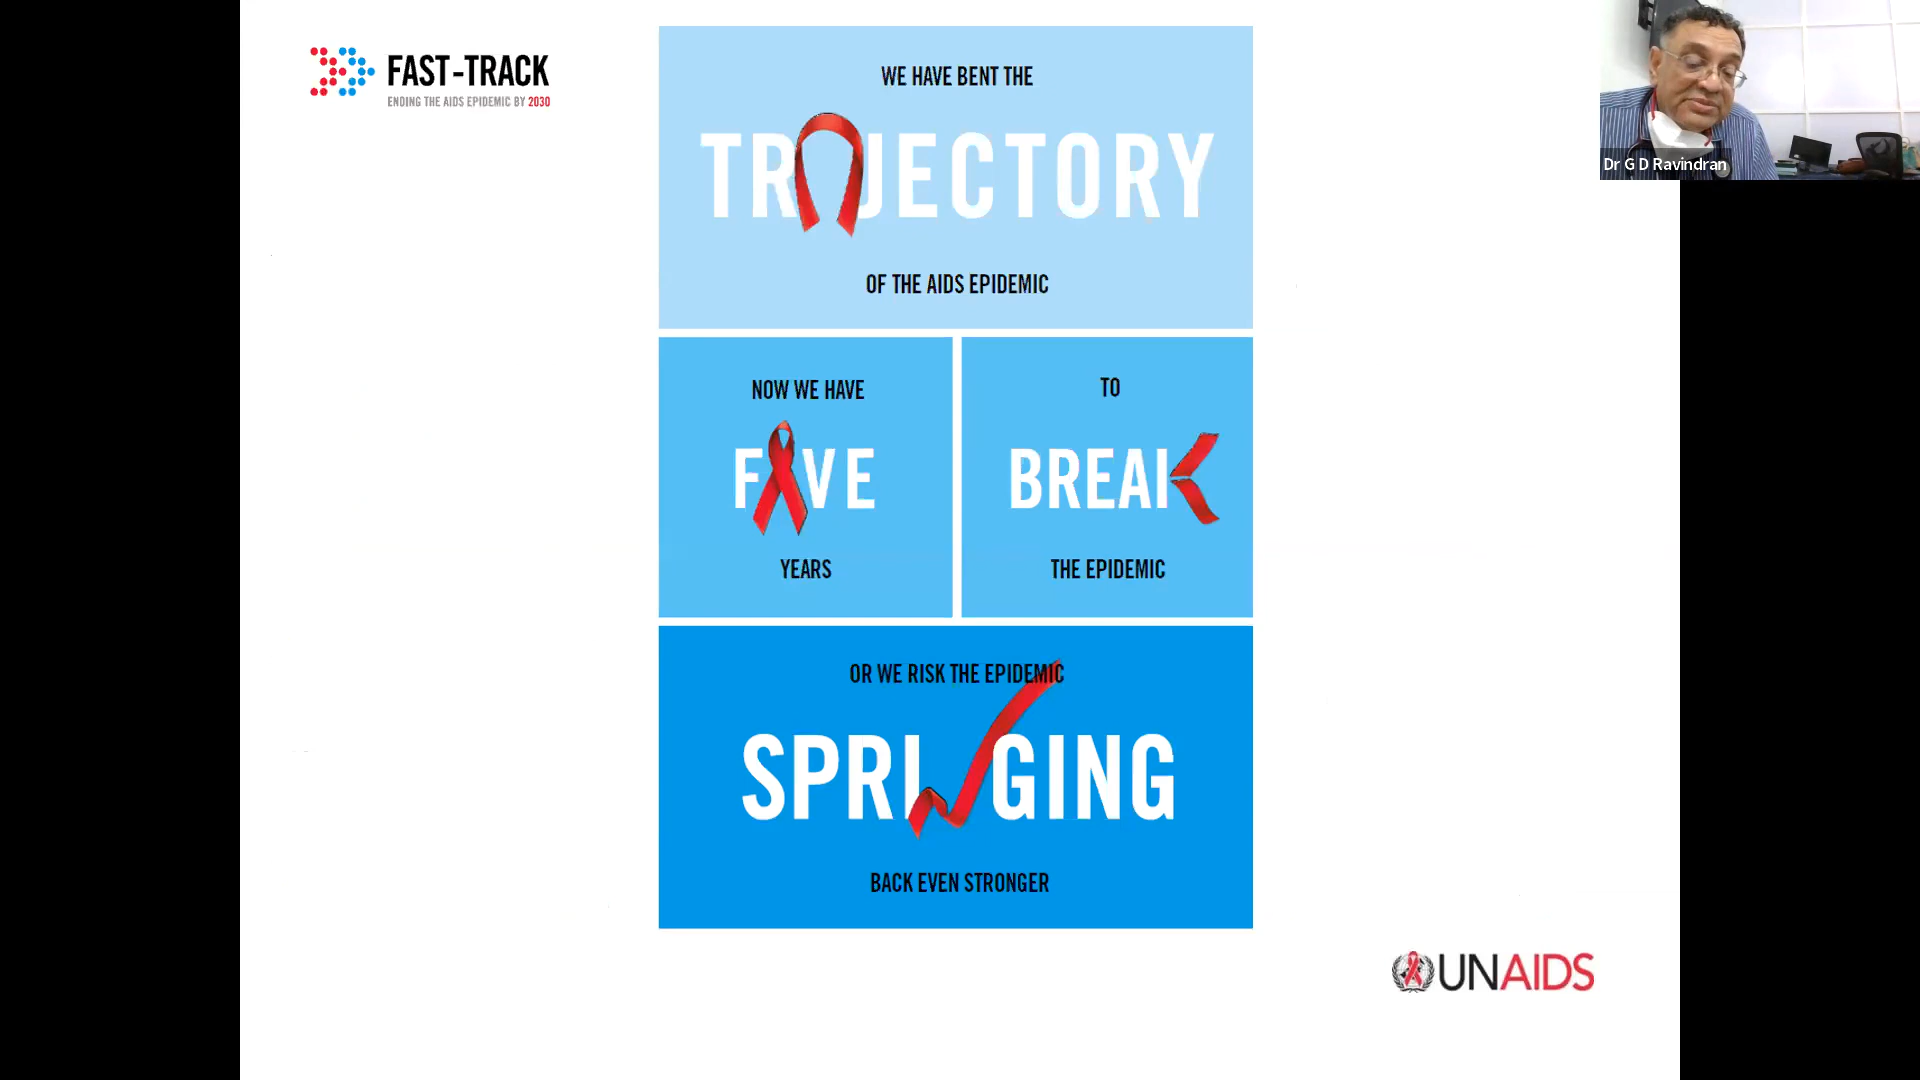 FAST-TRACK
ENDING THE AIDS EPIDEMIC BY 2030
WE HAVE BENT THE
TRAJECTORY
OF THE AIDS EPIDEMIC
NOW WE HAVE
FIVE
YEARS
TO
BREAK
THE EPIDEMIC
OR WE RISK THE EPIDEMIC
SPRINGING
BACK EVEN STRONGER
UNAIDS
Dr G D Ravindran